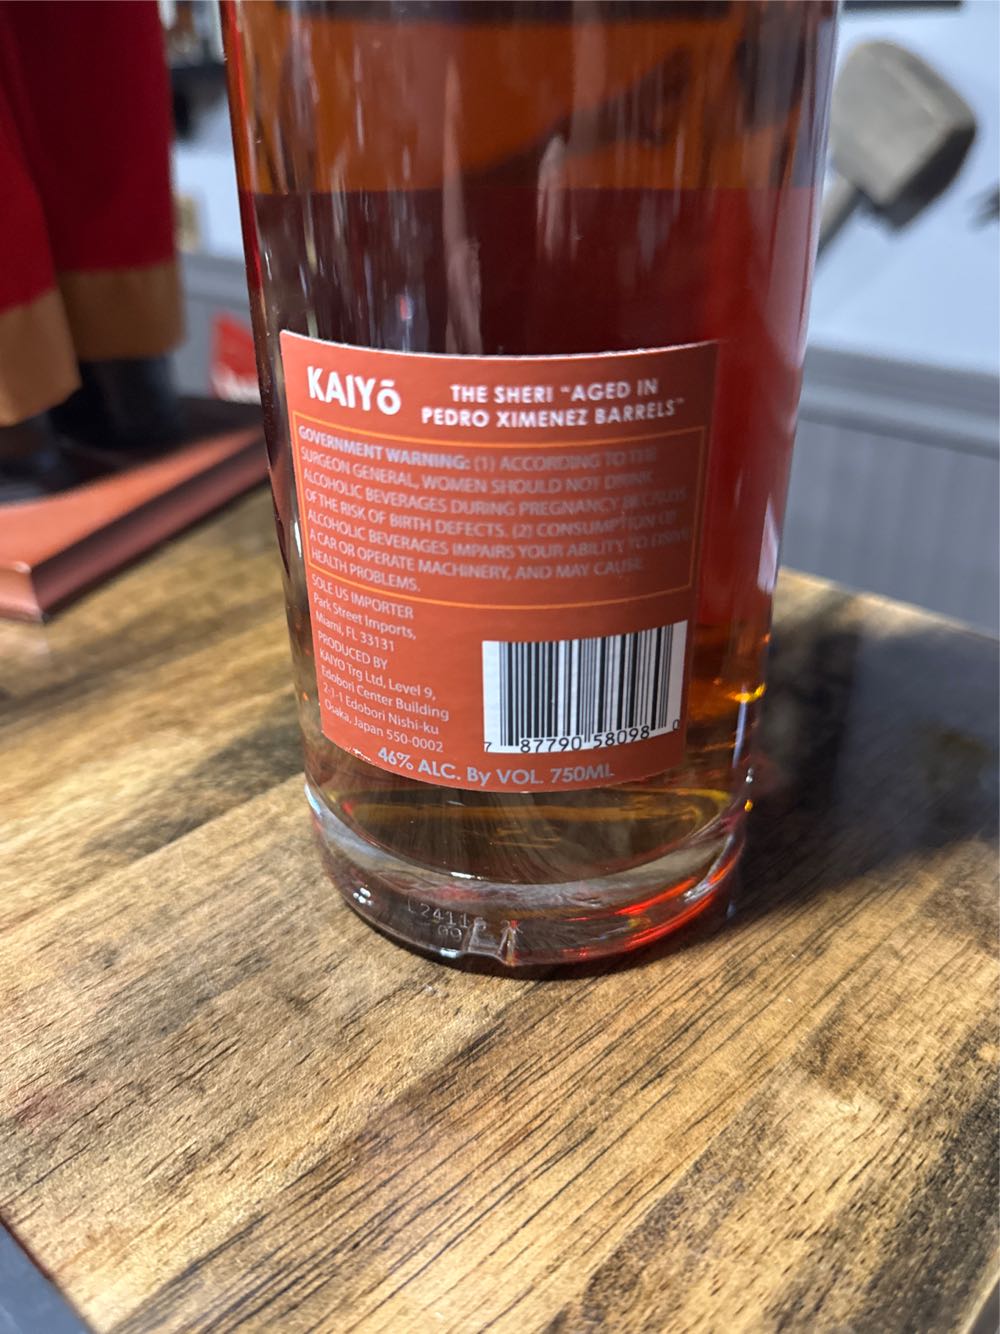 KAIYō
THE SHERI "AGED IN
PEDRO XIMENEZ BARRELS"
GOVERNMENT WARNING: (1) ACCORDING TO THE
SURGEON GENERAL, WOMEN SHOULD NOT DRINK
ALCOHOLIC BEVERAGES DURING PREGNANCY BECAUSE
OF THE RISK OF BIRTH DEFECTS. (2) CONSUMPTION OF
ALCOHOLIC BEVERAGES IMPAIRS YOUR ABILITY TO DRIVE
A CAR OR OPERATE MACHINERY, AND MAY CAUSE
HEALTH PROBLEMS.
SOLE US IMPORTER
Park Street Imports,
Miami, FL 33131
PRODUCED BY
KAIYO Trg Ltd, Level 9,
Edobori Center Building
2-1-1 Edobori Nishi-ku
Osaka, Japan 550-0002
7 87790 58098 0
46% ALC. By VOL 750ML